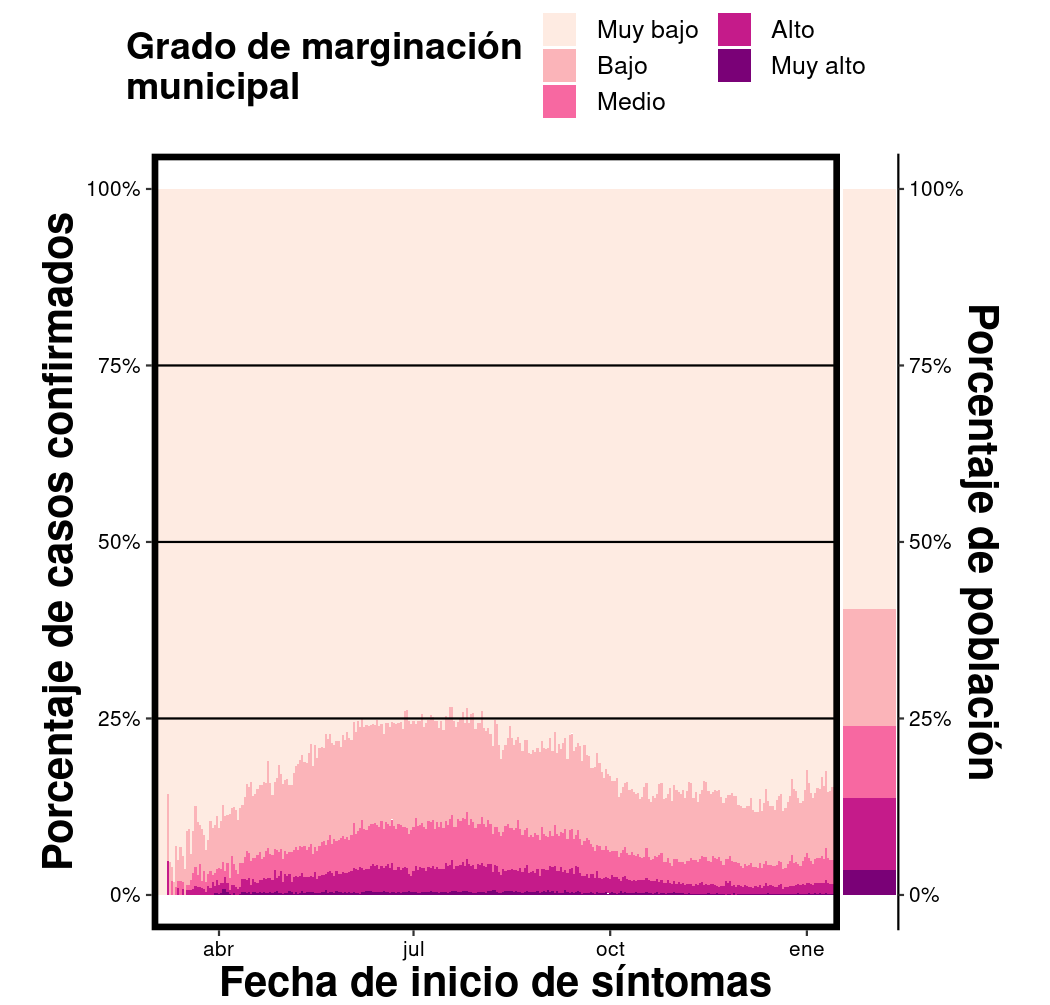 Grado de marginación
municipal
Muy bajo
Bajo
Medio
Alto
Muy alto
Porcentaje de casos confirmados
100%
75%
50%
25%
0%
100%
75%
50%
25%
0%
Porcentaje de población
abr
jul
oct
ene
Fecha de inicio de síntomas